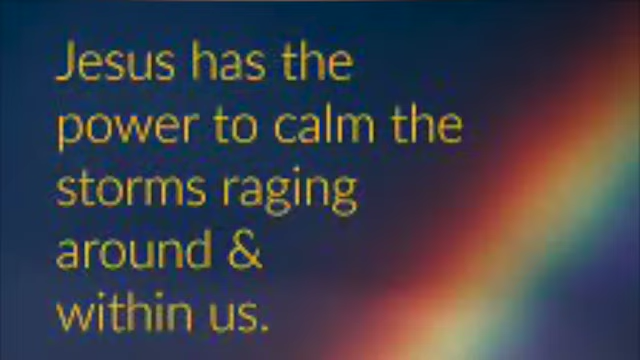 Jesus has the
power to calm the
storms raging
around &
within us.